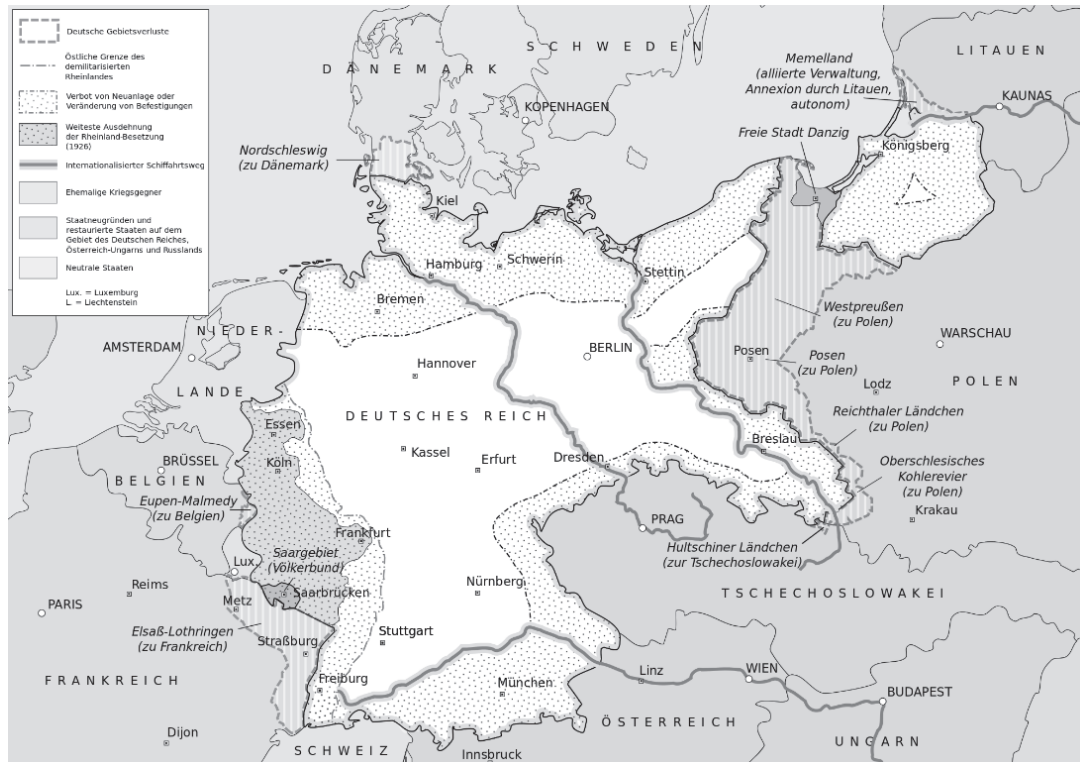 Deutsche Gebietsverluste
Östliche Grenze des
demilitarisierten
Rheinlandes
Verbot von Neuanlage oder
Veränderung von Befestigungen
Weiteste Ausdehnung
der Rheinland-Besetzung
(1926)
Internationalisierter Schiffahrtsweg
Ehemalige Kriegsgegner
Staatneugründen und
restaurierte Staaten auf dem
Gebiet des Deutschen Reiches,
Österreich-Ungarns und Russlands
Neutrale Staaten
Lux. = Luxemburg
L. = Liechtenstein
SCHWEDEN
DÄNEMARK
LITAUEN
Memelland
(alliierte Verwaltung,
Annexion durch Litauen,
autonom)
KAUNAS
KOPENHAGEN
Freie Stadt Danzig
Königsberg
Nordschleswig
(zu Dänemark)
Kiel
Hamburg
Schwerin
Stettin
Bremen
Westpreußen
(zu Polen)
NIEDER-
LANDE
AMSTERDAM
BERLIN
WARSCHAU
Hannover
Posen
Posen
(zu Polen)
Lodz
POLEN
DEUTSCHES REICH
Reichthaler Ländchen
(zu Polen)
Essen
Kassel
Erfurt
Dresden
Breslau
BRÜSSEL
BELGIEN
Köln
Oberschlesisches
Kohlerevier
(zu Polen)
Eupen-Malmedy
(zu Belgien)
Krakau
PRAG
Frankfurt
Hultschiner Ländchen
(zur Tschechoslowakei)
Saargebiet
(Völkerbund)
Lux.
Reims
Saarbrücken
Nürnberg
TSCHECHOSLOWAKEI
PARIS
Metz
Elsaß-Lothringen
(zu Frankreich)
Straßburg
Stuttgart
FRANKREICH
Freiburg
München
Linz
WIEN
BUDAPEST
Dijon
ÖSTERREICH
UNGARN
SCHWEIZ
Innsbruck